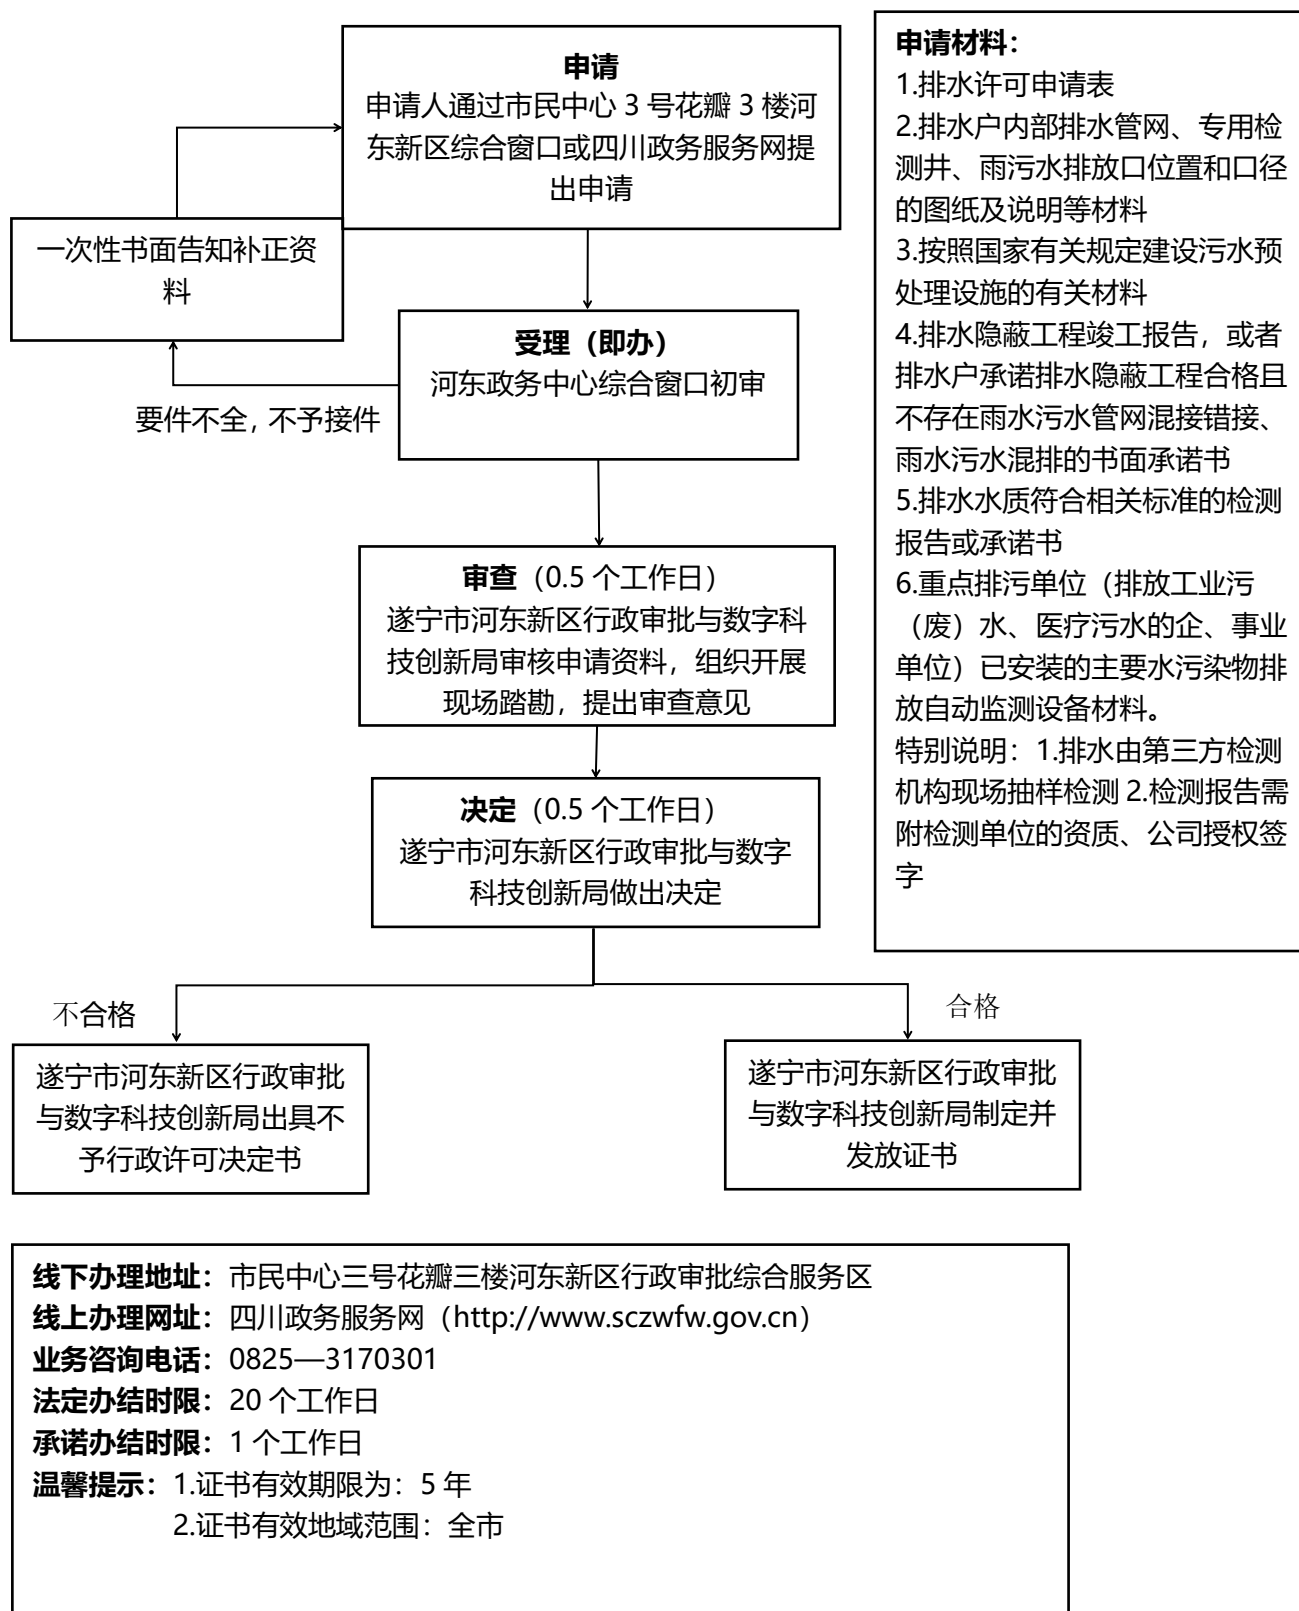 申请
申请人通过市民中心 3 号花瓣 3 楼河
东新区综合窗口或四川政务服务网提
出申请
一次性书面告知补正资
料
受理（即办）
河东政务中心综合窗口初审
要件不全，不予接件
审查（0.5 个工作日）
遂宁市河东新区行政审批与数字科
技创新局审核申请资料，组织开展
现场踏勘，提出审查意见
决定（0.5 个工作日）
遂宁市河东新区行政审批与数字
科技创新局做出决定
不合格
合格
遂宁市河东新区行政审批
与数字科技创新局出具不
予行政许可决定书
遂宁市河东新区行政审批
与数字科技创新局制定并
发放证书
申请材料：
1.排水许可申请表
2.排水户内部排水管网、专用检
测井、雨污水排放口位置和口径
的图纸及说明等材料
3.按照国家有关规定建设污水预
处理设施的有关材料
4.排水隐蔽工程竣工报告，或者
排水户承诺排水隐蔽工程合格且
不存在雨水污水管网混接错接、
雨水污水混排的书面承诺书
5.排水水质符合相关标准的检测
报告或承诺书
6.重点排污单位（排放工业污
（废）水、医疗污水的企、事业
单位）已安装的主要水污染物排
放自动监测设备材料。
特别说明：1.排水由第三方检测
机构现场抽样检测 2.检测报告需
附检测单位的资质、公司授权签
字
线下办理地址：市民中心三号花瓣三楼河东新区行政审批综合服务区
线上办理网址：四川政务服务网（http://www.sczwfw.gov.cn）
业务咨询电话：0825—3170301
法定办结时限：20 个工作日
承诺办结时限：1 个工作日
温馨提示：1.证书有效期限为：5 年
2.证书有效地域范围：全市